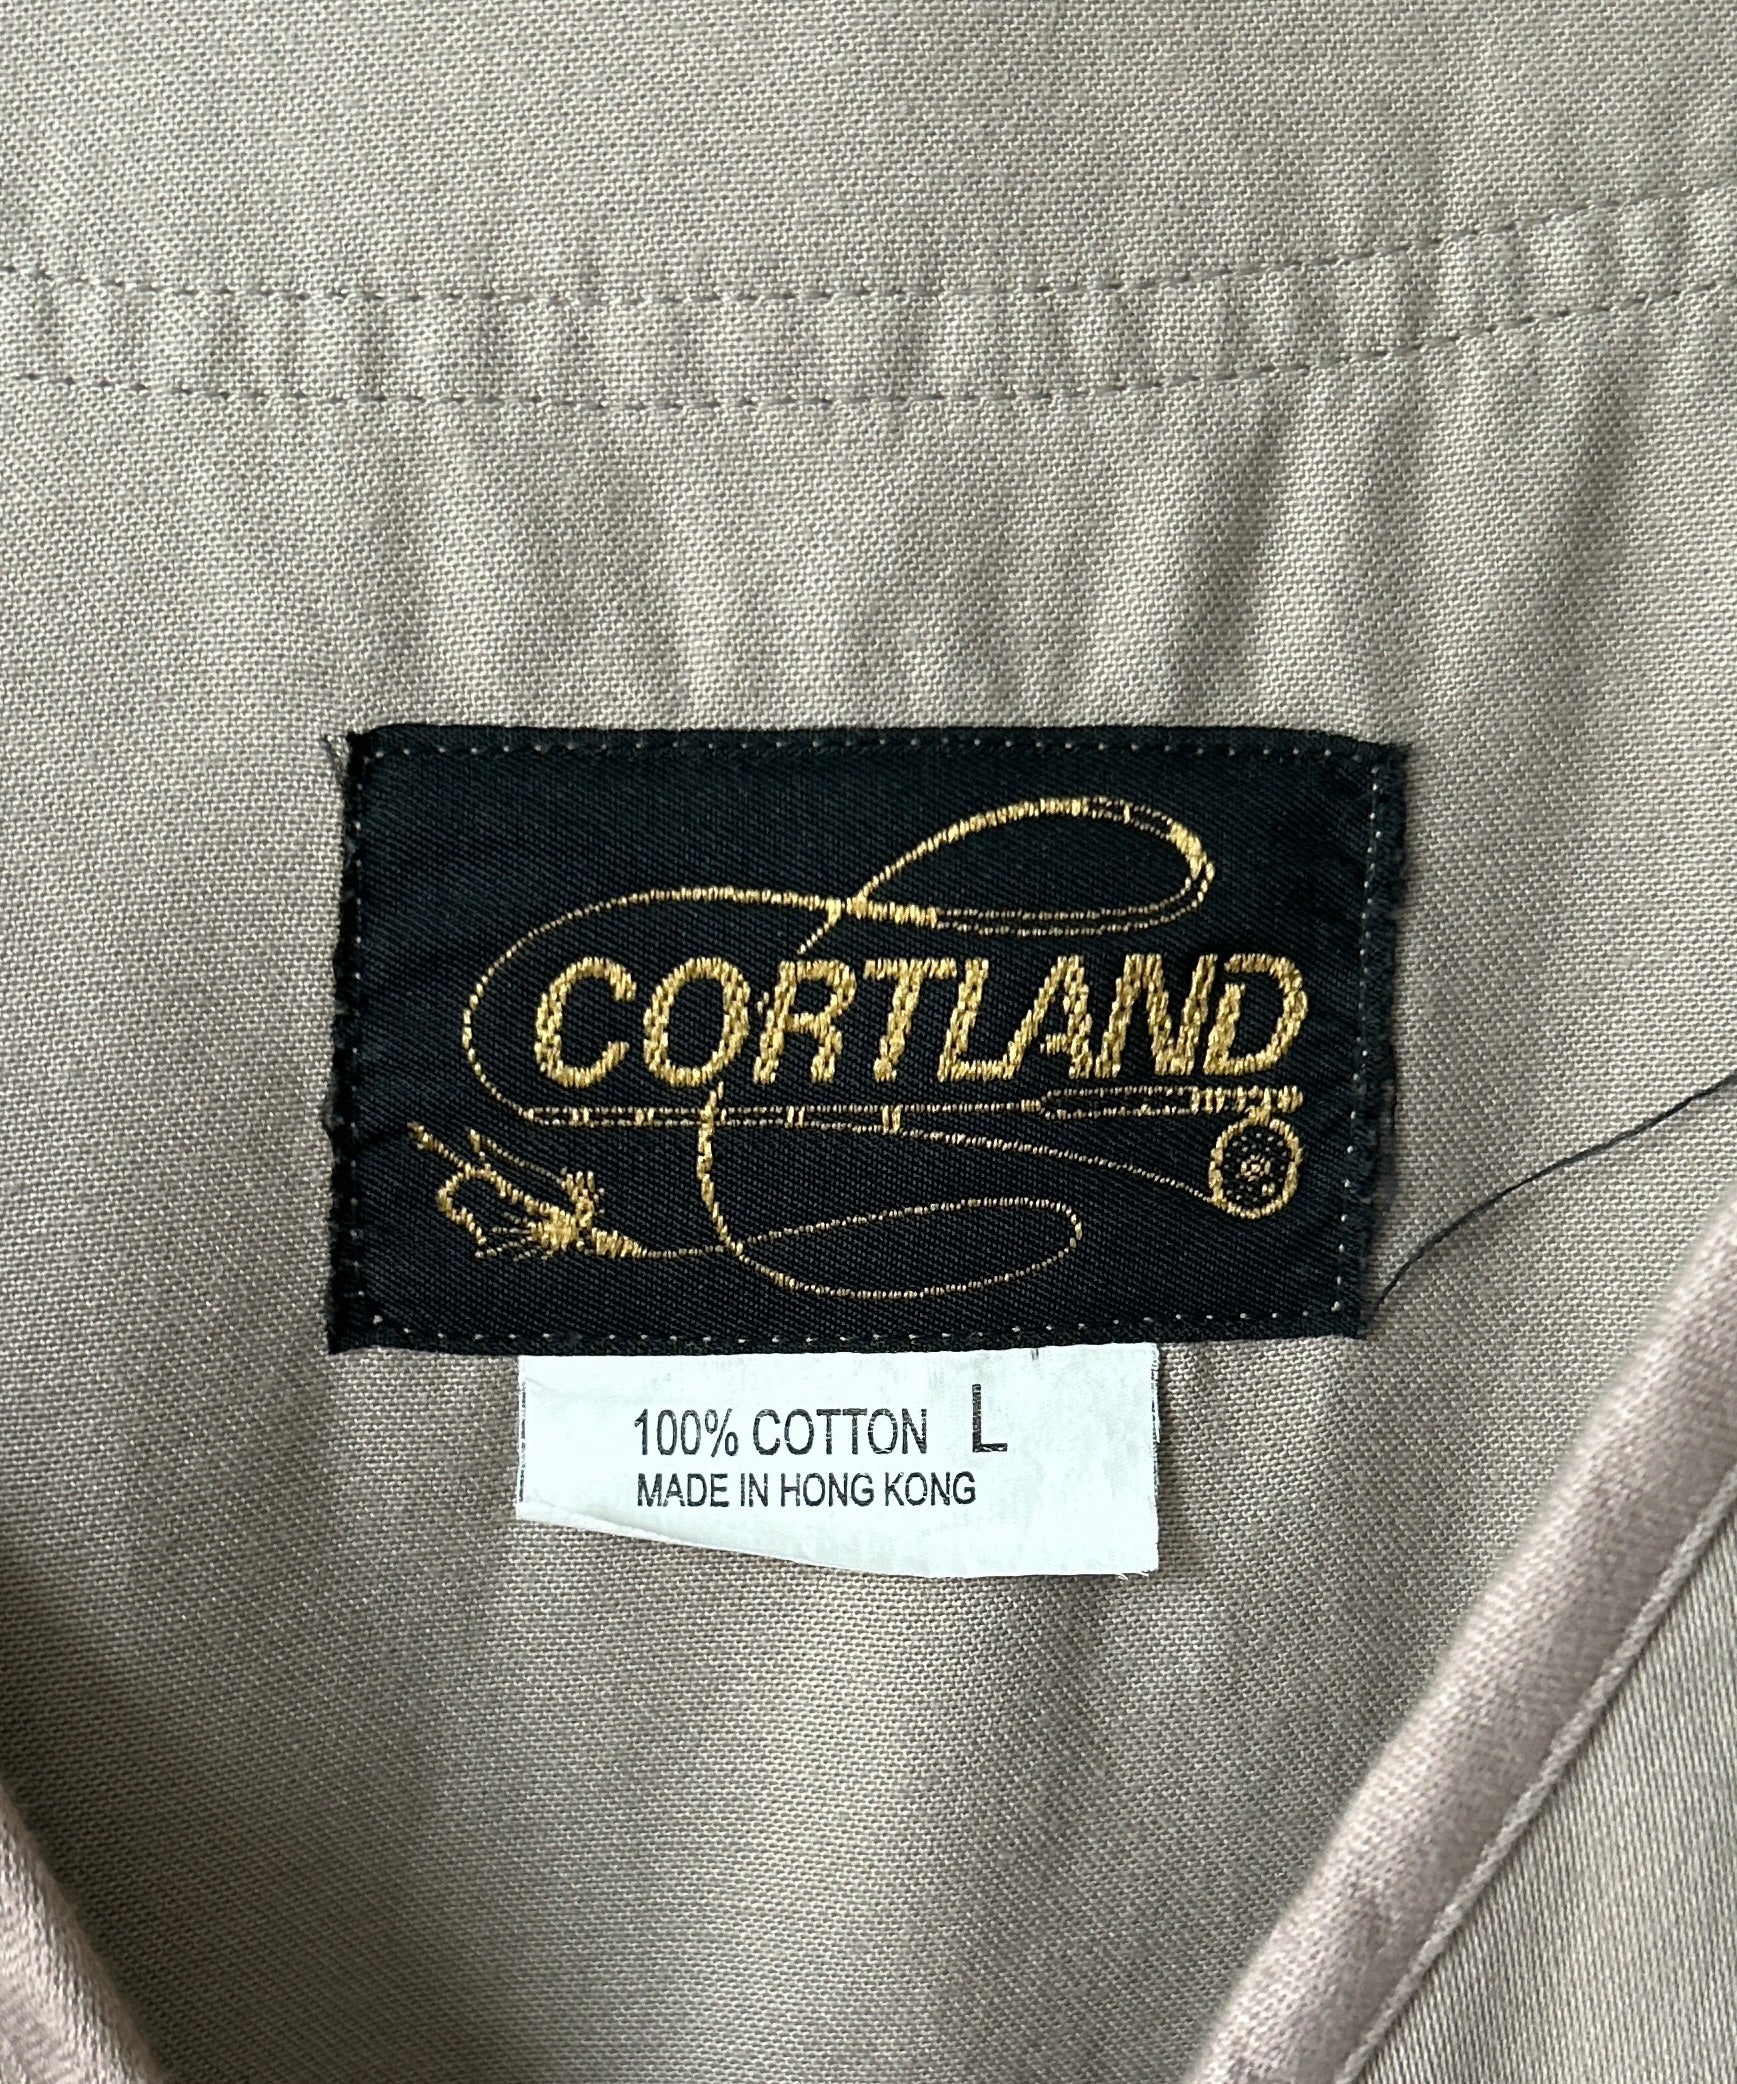 CORTLAND
100% COTTON L
MADE IN HONG KONG